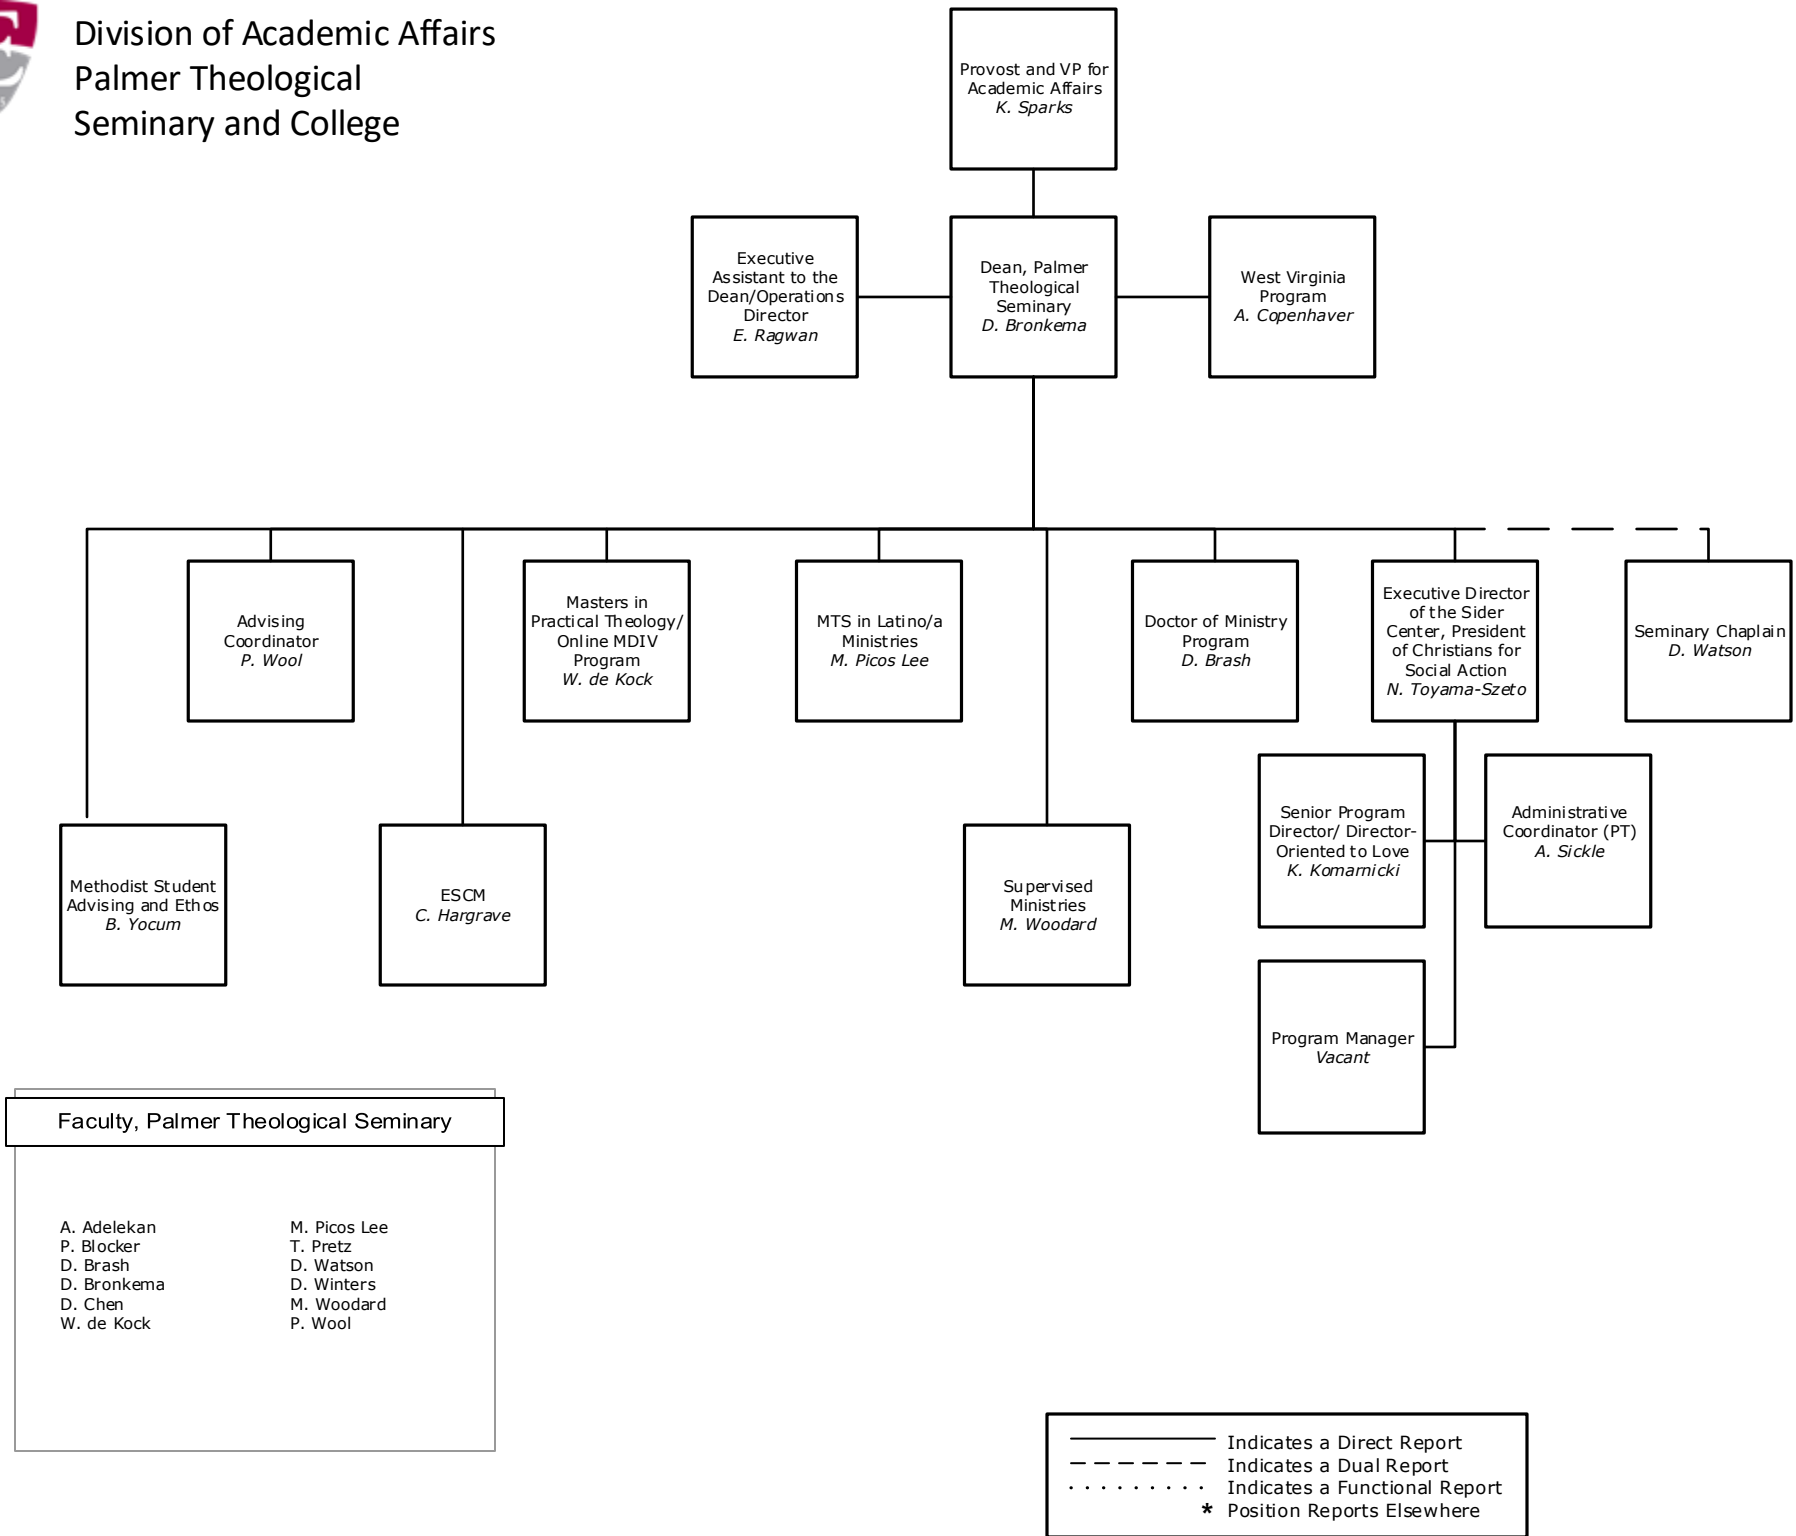 Division of Academic Affairs
Palmer Theological
Seminary and College
Provost and VP for
Academic Affairs
K. Sparks
Executive
Assistant to the
Dean/Operations
Director
E. Ragwan
Dean, Palmer
Theological
Seminary
D. Bronkema
West Virginia
Program
A. Copenhaver
Advising
Coordinator
P. Wool
Masters in
Practical Theology/
Online MDIV
Program
W. de Kock
MTS in Latino/a
Ministries
M. Picos Lee
Doctor of Ministry
Program
D. Brash
Executive Director
of the Sider
Center, President
of Christians for
Social Action
N. Toyama-Szeto
Seminary Chaplain
D. Watson
Methodist Student
Advising and Ethos
B. Yocum
ESCM
C. Hargrave
Supervised
Ministries
M. Woodard
Senior Program
Director/ Director-
Oriented to Love
K. Komarnicki
Administrative
Coordinator (PT)
A. Sickle
Program Manager
Vacant
Faculty, Palmer Theological Seminary
A. Adelekan
P. Blocker
D. Brash
D. Bronkema
D. Chen
W. de Kock
M. Picos Lee
T. Pretz
D. Watson
D. Winters
M. Woodard
P. Wool
Indicates a Direct Report
Indicates a Dual Report
Indicates a Functional Report
* Position Reports Elsewhere